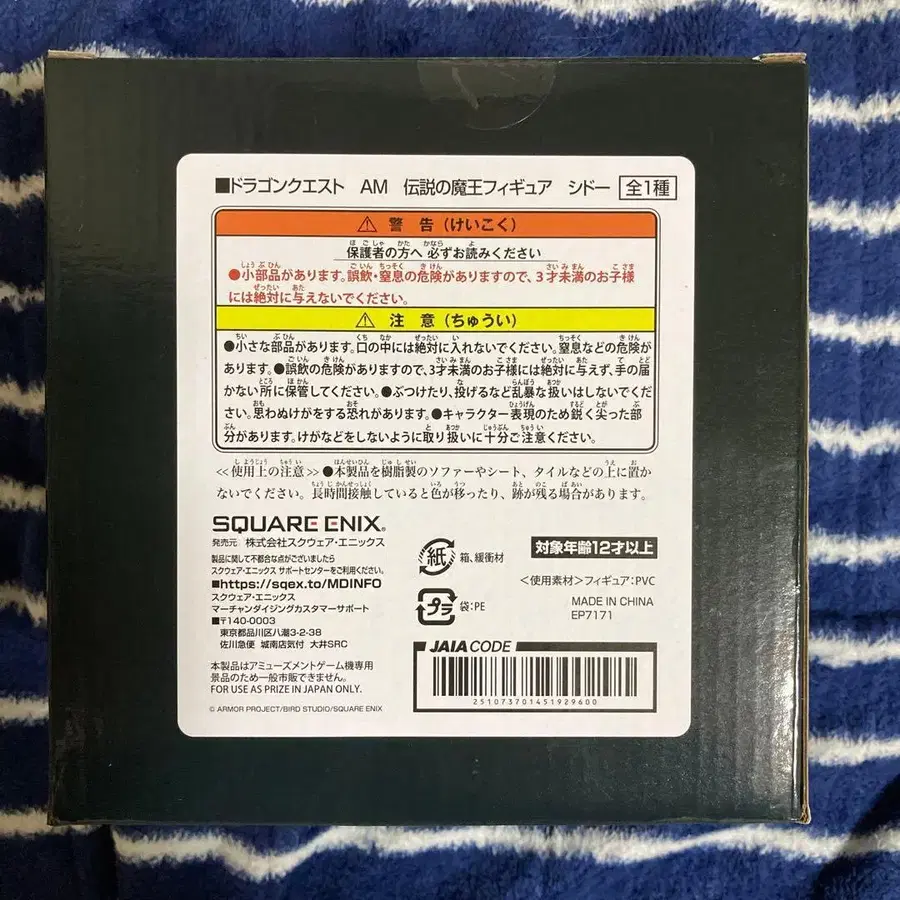 ■ドラゴンクエスト AM 伝説の魔王フィギュア シドー 全1種
⚠ 警告(けいこく)
保護者の方へ 必ずお読みください
●小部品があります。誤飲・窒息の危険がありますので、3才未満のお子様
には絶対に与えないでください。
⚠ 注意(ちゅうい)
●小さな部品があります。口の中には絶対に入れないでください。窒息などの危険が
あります。●誤飲の危険がありますので、3才未満のお子様には絶対に与えず、手の届
かない所に保管してください。●ぶつけたり、投げるなど乱暴な扱いはしないでくだ
さい。思わぬけがをする恐れがあります。●キャラクター表現のため鋭く尖った部
分があります。けがなどをしないように取り扱いに十分ご注意ください。
≪使用上の注意≫●本製品を樹脂製のソファーやシート、タイルなどの上に置か
ないでください。長時間接触していると色が移ったり、跡が残る場合があります。
SQUARE ENIX®
発売元 株式会社スクウェア・エニックス
製品に関して不都合な点がございましたら
スクウェア・エニックス サポートセンターをご利用ください。
■https://sqex.to/MDINFO
スクウェア・エニックス
マーチャンダイジングカスタマーサポート
■〒140-0003
東京都品川区八潮3-2-38
佐川急便 城南店気付 大井SRC
本製品はアミューズメントゲーム機専用
景品のため一般市販できません。
FOR USE AS PRIZE IN JAPAN ONLY.
© ARMOR PROJECT/BIRD STUDIO/SQUARE ENIX
紙 箱、緩衝材
プラ 袋:PE
対象年齢12才以上
<使用素材>フィギュア:PVC
MADE IN CHINA
EP7171
JAIA CODE
251073701451929600